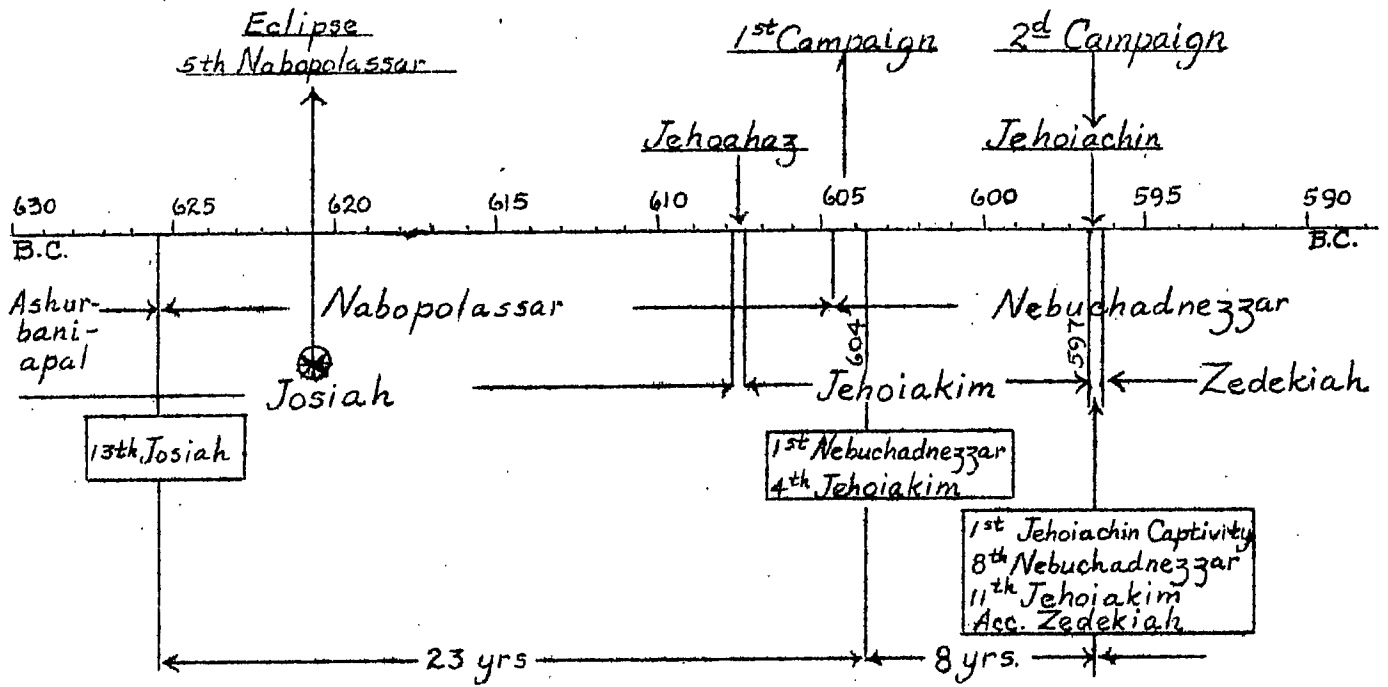 Eclipse
5th Nabopolassar
1st Campaign
2d Campaign
Jehoahaz
Jehoiachin
630 625 620 615 610 605 600 595 590
B.C. B.C.
Ashur-
bani-
apal
Nabopolassar
Nebuchadnezzar
604
597
Josiah
Jehoiakim
Zedekiah
13th Josiah
1st Nebuchadnezzar
4th Jehoiakim
1st Jehoiachin Captivity
8th Nebuchadnezzar
11th Jehoiakim
Acc. Zedekiah
23 yrs
8 yrs.